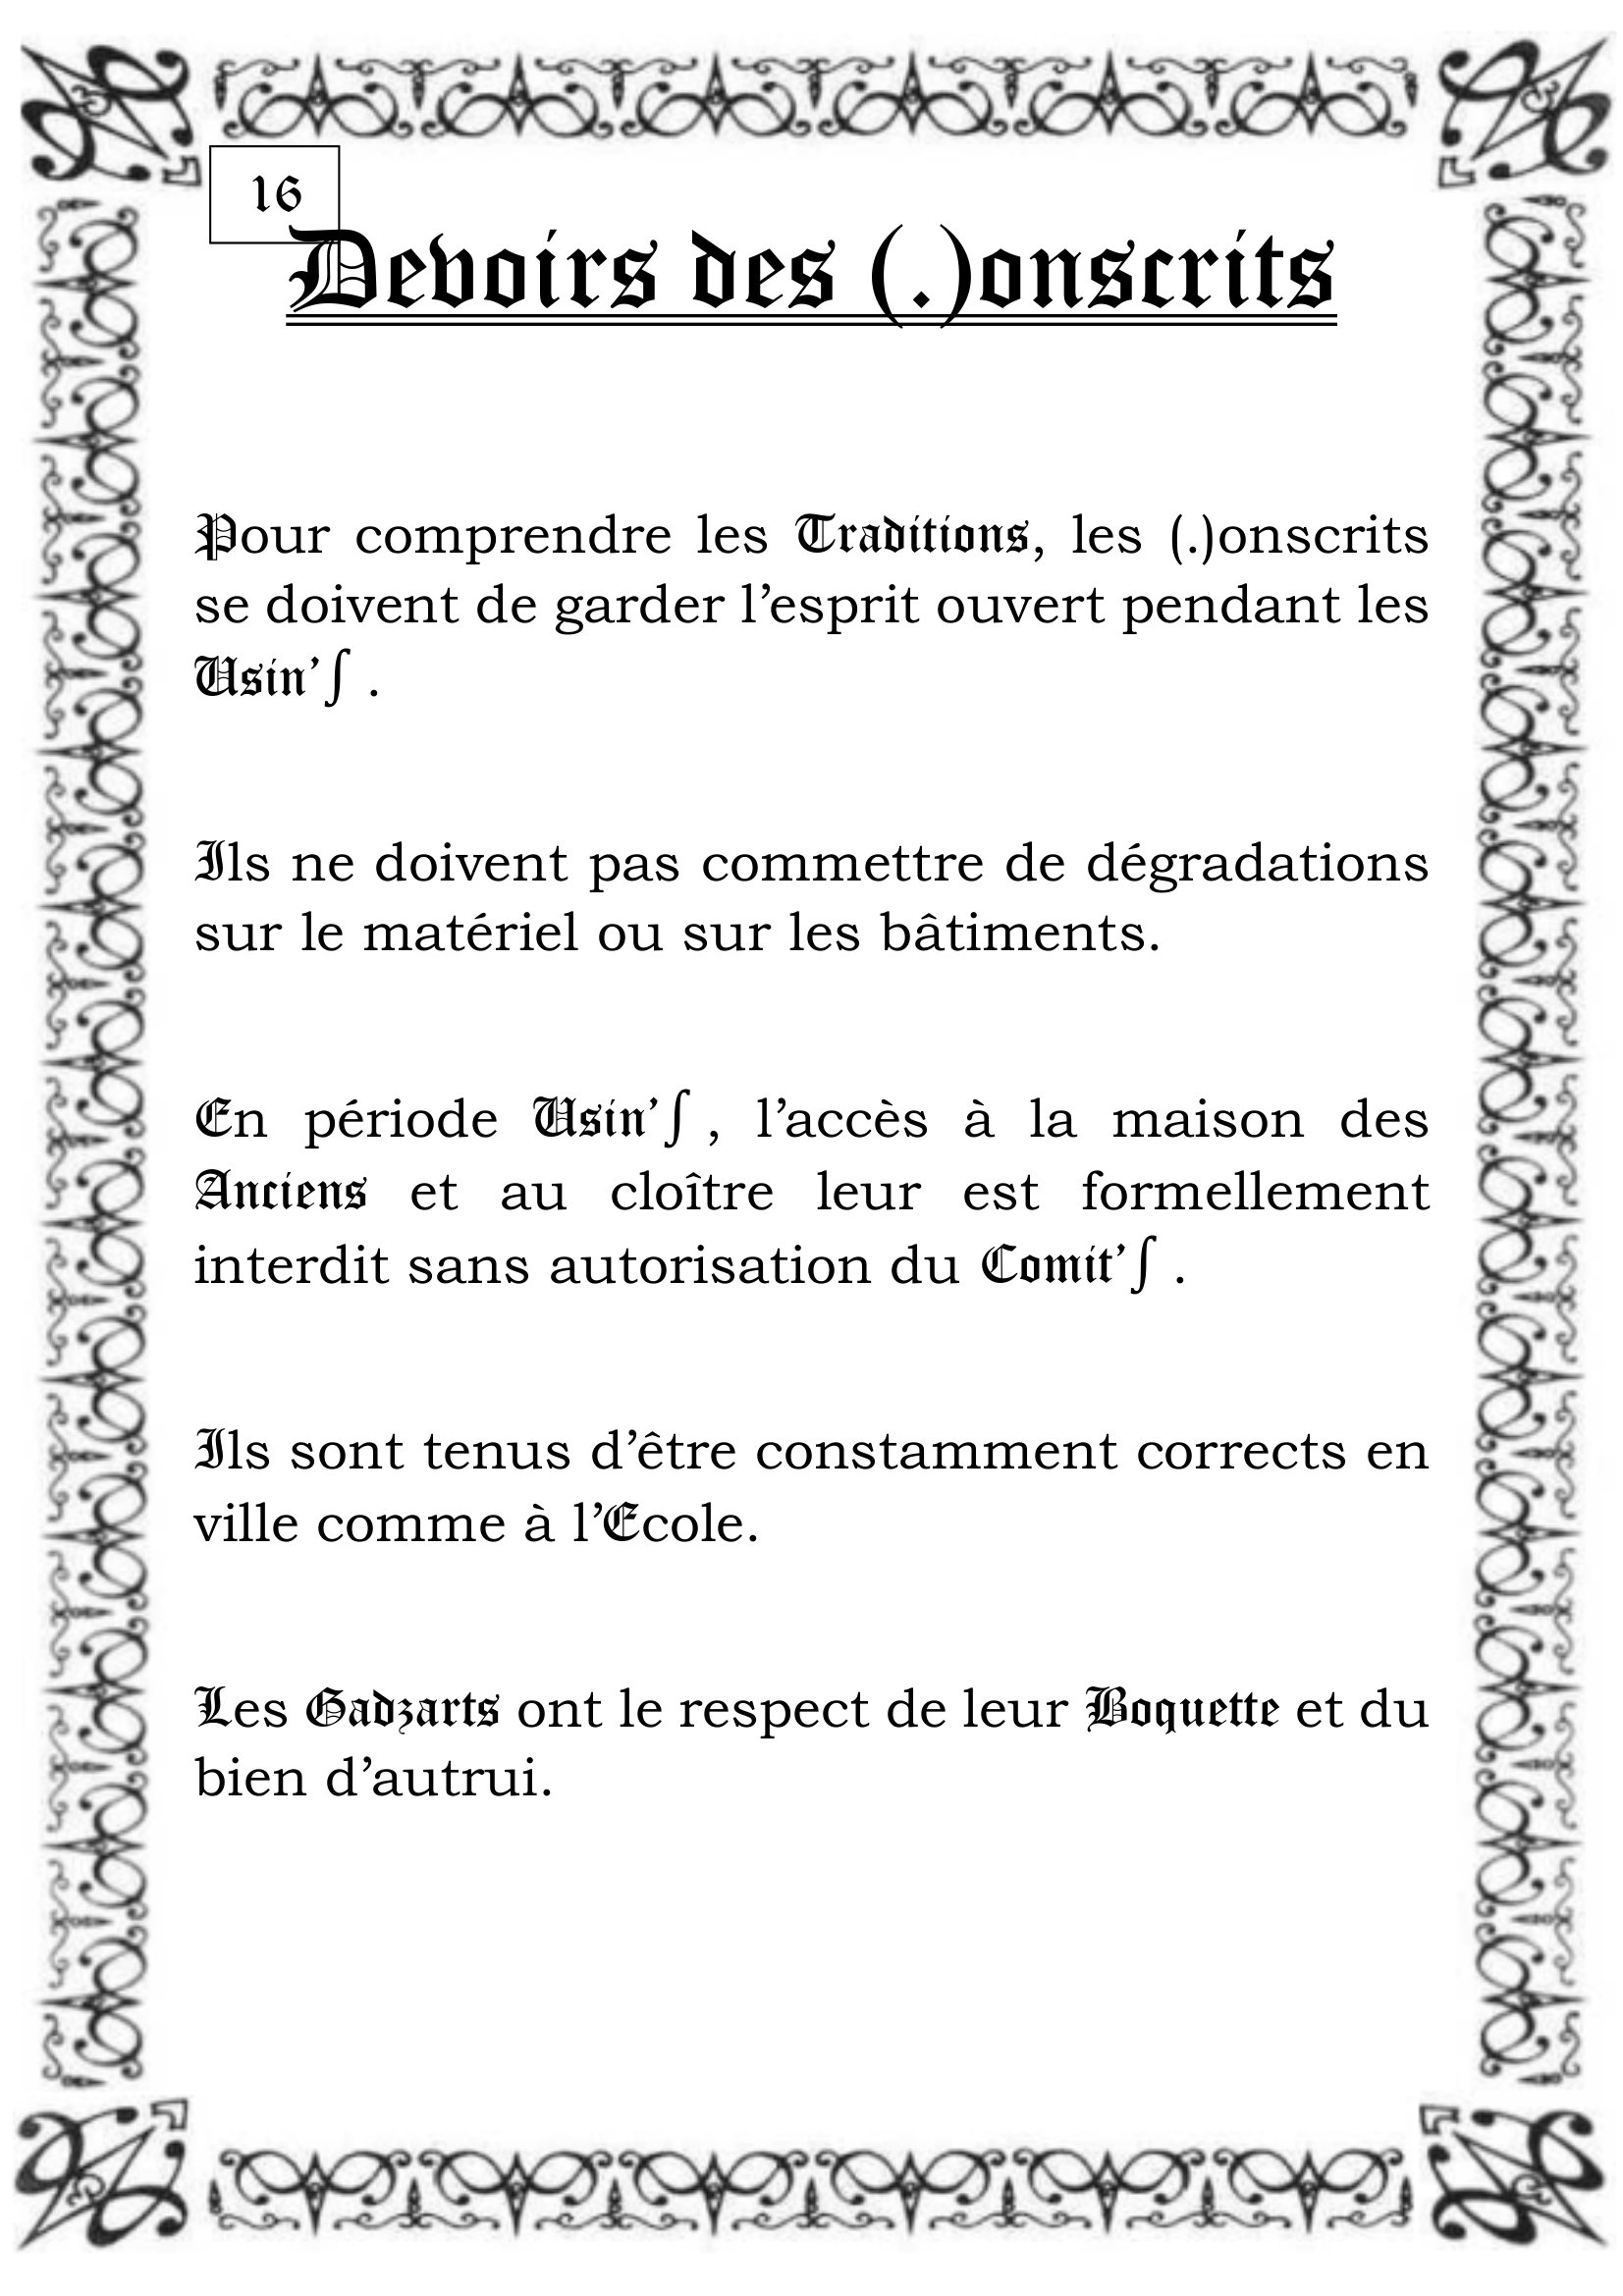 16
Devoirs des (.)onscrits
Pour comprendre les Traditions, les (.)onscrits
se doivent de garder l’esprit ouvert pendant les
Usin’ʃ .
Ils ne doivent pas commettre de dégradations
sur le matériel ou sur les bâtiments.
En période Usin’ʃ , l’accès à la maison des
Anciens et au cloître leur est formellement
interdit sans autorisation du Comit’ʃ .
Ils sont tenus d’être constamment corrects en
ville comme à l’Ecole.
Les Gadzarts ont le respect de leur Boquette et du
bien d’autrui.